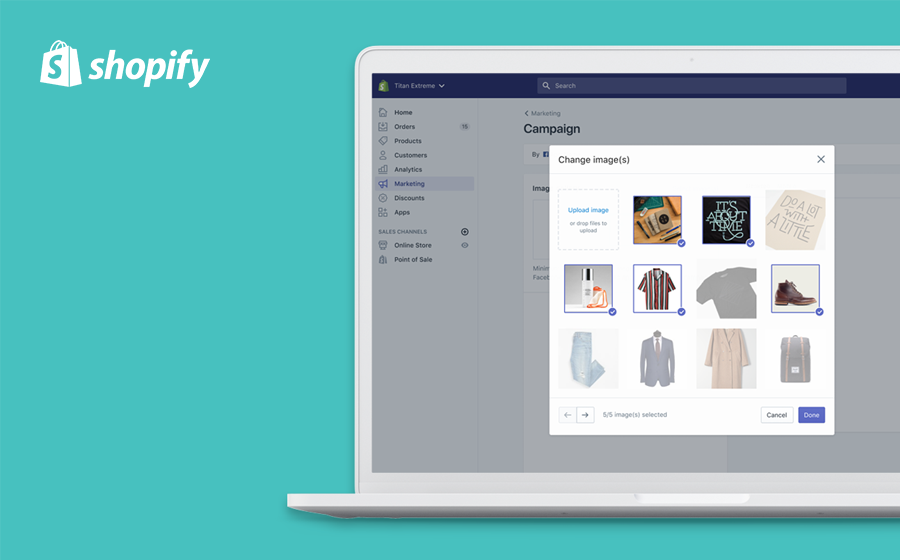 shopify
Titan Extreme
Search
Home
Orders 15
Products
Customers
Analytics
Marketing
Discounts
Apps
SALES CHANNELS
Online Store
Point of Sale
Marketing
Campaign
By
Imag
Minim
Faceb
Change image(s)
Upload image
or drop files to
upload
IT'S
ABOUT
TIME
DO A LOT
WITH
A LITTLE
5/5 image(s) selected
Cancel
Done